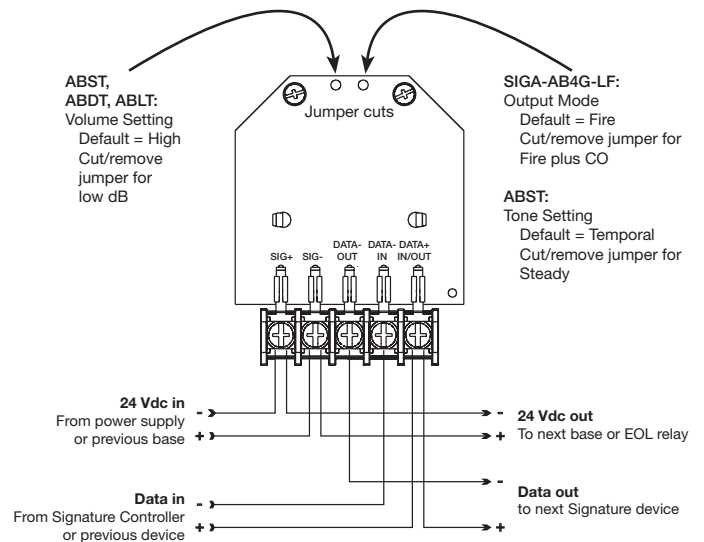 ABST,
ABDT, ABLT:
Volume Setting
Default = High
Cut/remove
jumper for
low dB
Jumper cuts
SIGA-AB4G-LF:
Output Mode
Default = Fire
Cut/remove jumper for
Fire plus CO
ABST:
Tone Setting
Default = Temporal
Cut/remove jumper for
Steady
SIG+
SIG-
DATA-
OUT
DATA-
IN
DATA+
IN/OUT
24 Vdc in
From power supply
or previous base
-
+
-
+
24 Vdc out
To next base or EOL relay
Data in
From Signature Controller
or previous device
-
+
-
+
Data out
to next Signature device